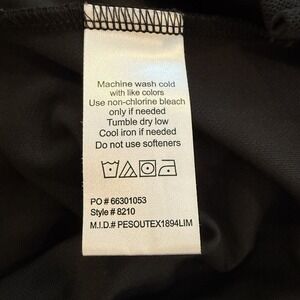 Machine wash cold
with like colors
Use non-chlorine bleach
only if needed
Tumble dry low
Cool iron if needed
Do not use softeners
PO # 66301053
Style # 8210
M.I.D.# PESOUTEX1894LIM